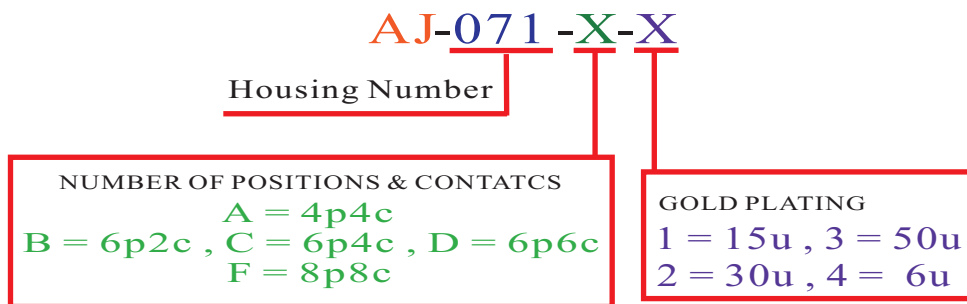 AJ-071-X-X
Housing Number
NUMBER OF POSITIONS & CONTATCS
A = 4p4c
B = 6p2c , C = 6p4c , D = 6p6c
F = 8p8c
GOLD PLATING
1 = 15u , 3 = 50u
2 = 30u , 4 = 6u